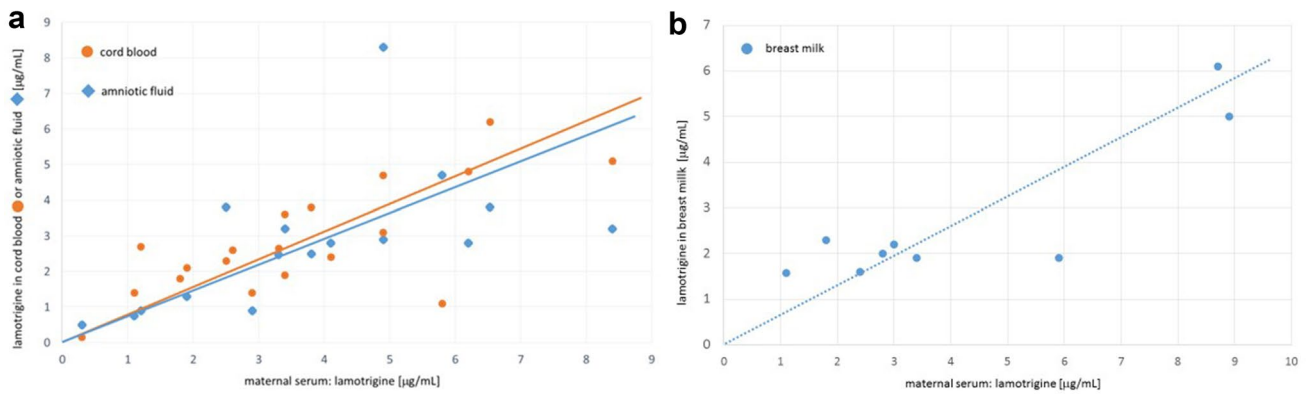 a
9
8
7
6
5
4
3
2
1
0
cord blood
amniotic fluid
lamotrigine in cord blood or amniotic fluid [µg/mL]
0 1 2 3 4 5 6 7 8 9
maternal serum: lamotrigine [µg/mL]
b
7
6
5
4
3
2
1
0
breast milk
lamotrigine in breast millk [µg/mL]
0 1 2 3 4 5 6 7 8 9 10
maternal serum: lamotrigine [µg/mL]